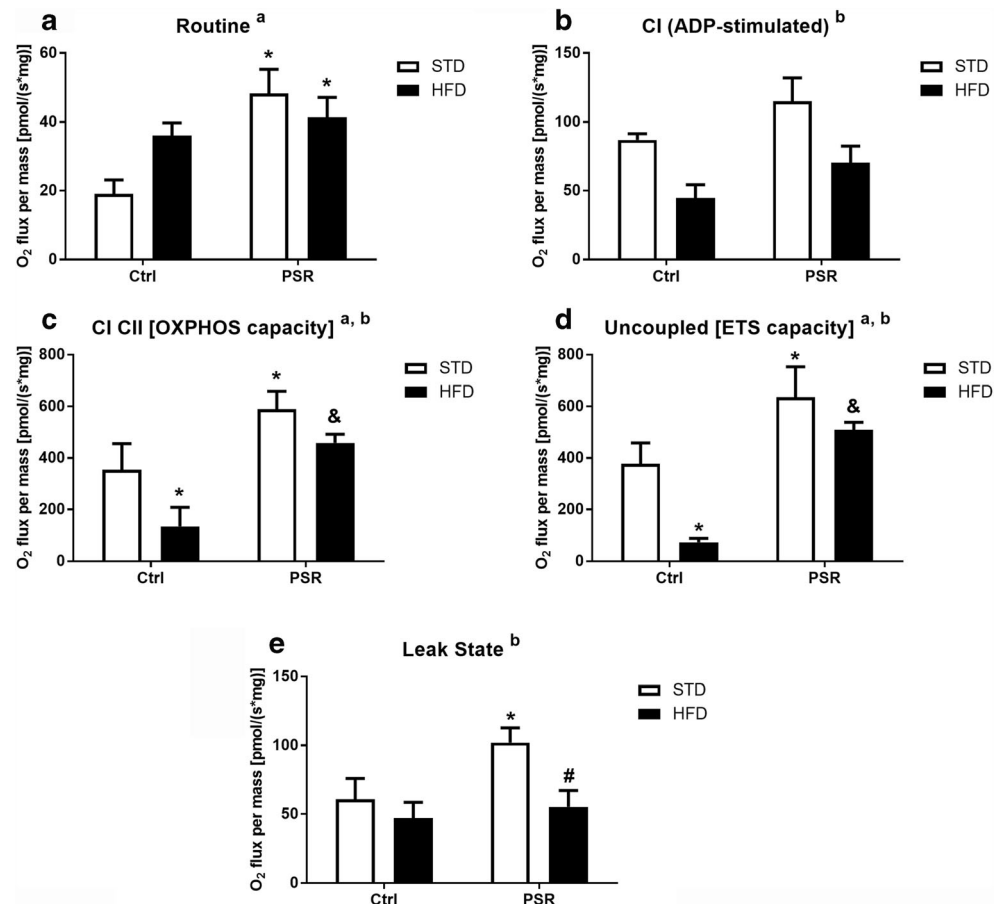 a
Routine a
O2 flux per mass [pmol/(s*mg)]
60
40
20
0
* *
Ctrl PSR
STD
HFD
b
CI (ADP-stimulated) b
O2 flux per mass [pmol/(s*mg)]
150
100
50
0
Ctrl PSR
STD
HFD
c
CI CII [OXPHOS capacity] a, b
O2 flux per mass [pmol/(s*mg)]
800
600
400
200
0
* * &
Ctrl PSR
STD
HFD
d
Uncoupled [ETS capacity] a, b
O2 flux per mass [pmol/(s*mg)]
800
600
400
200
0
* * &
Ctrl PSR
STD
HFD
e
Leak State b
O2 flux per mass [pmol/(s*mg)]
150
100
50
0
* #
Ctrl PSR
STD
HFD